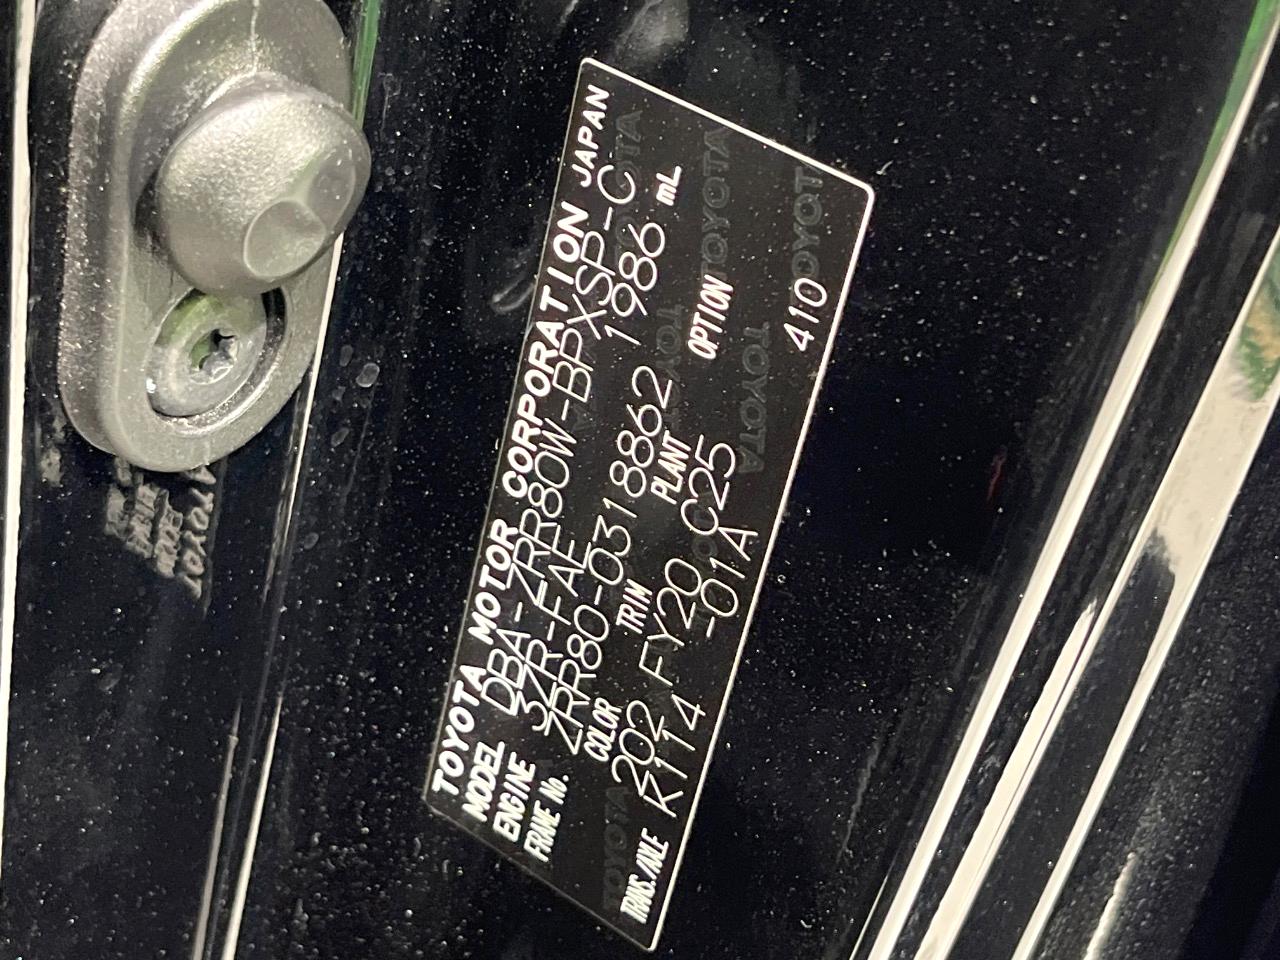 TOYOTA MOTOR CORPORATION JAPAN
MODEL DBA-ZRR80W-BPXSP-C
ENGINE 3ZR-FAE 1986 mL
FRAME No. ZRR80-0318862
COLOR TRIM PLANT OPTION
202 FY20 C25
TRANS./AXLE K114 -01A 410D